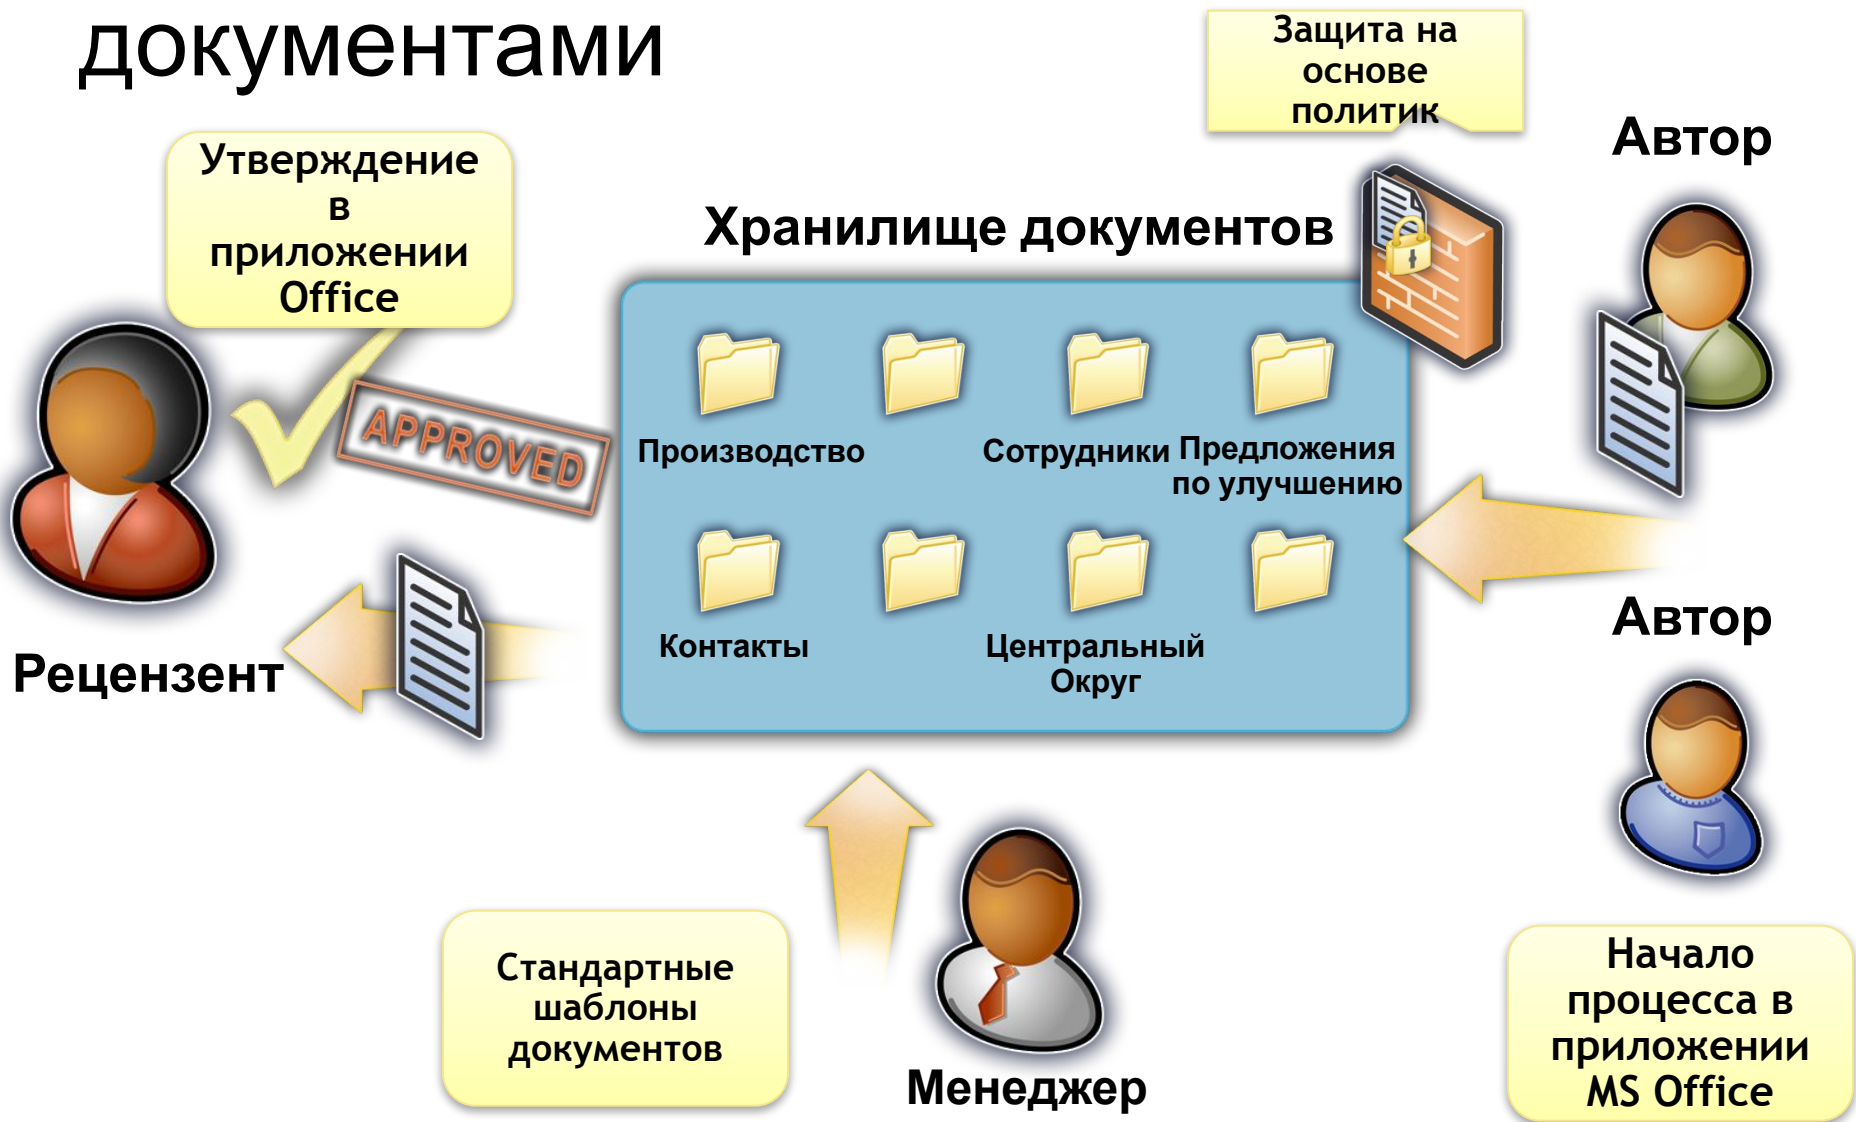 документами
Защита на
основе
политик
Автор
Утверждение
в
приложении
Office
Хранилище документов
APPROVED
Производство
Сотрудники
Предложения
по улучшению
Контакты
Центральный
Округ
Рецензент
Автор
Стандартные
шаблоны
документов
Менеджер
Начало
процесса в
приложении
MS Office